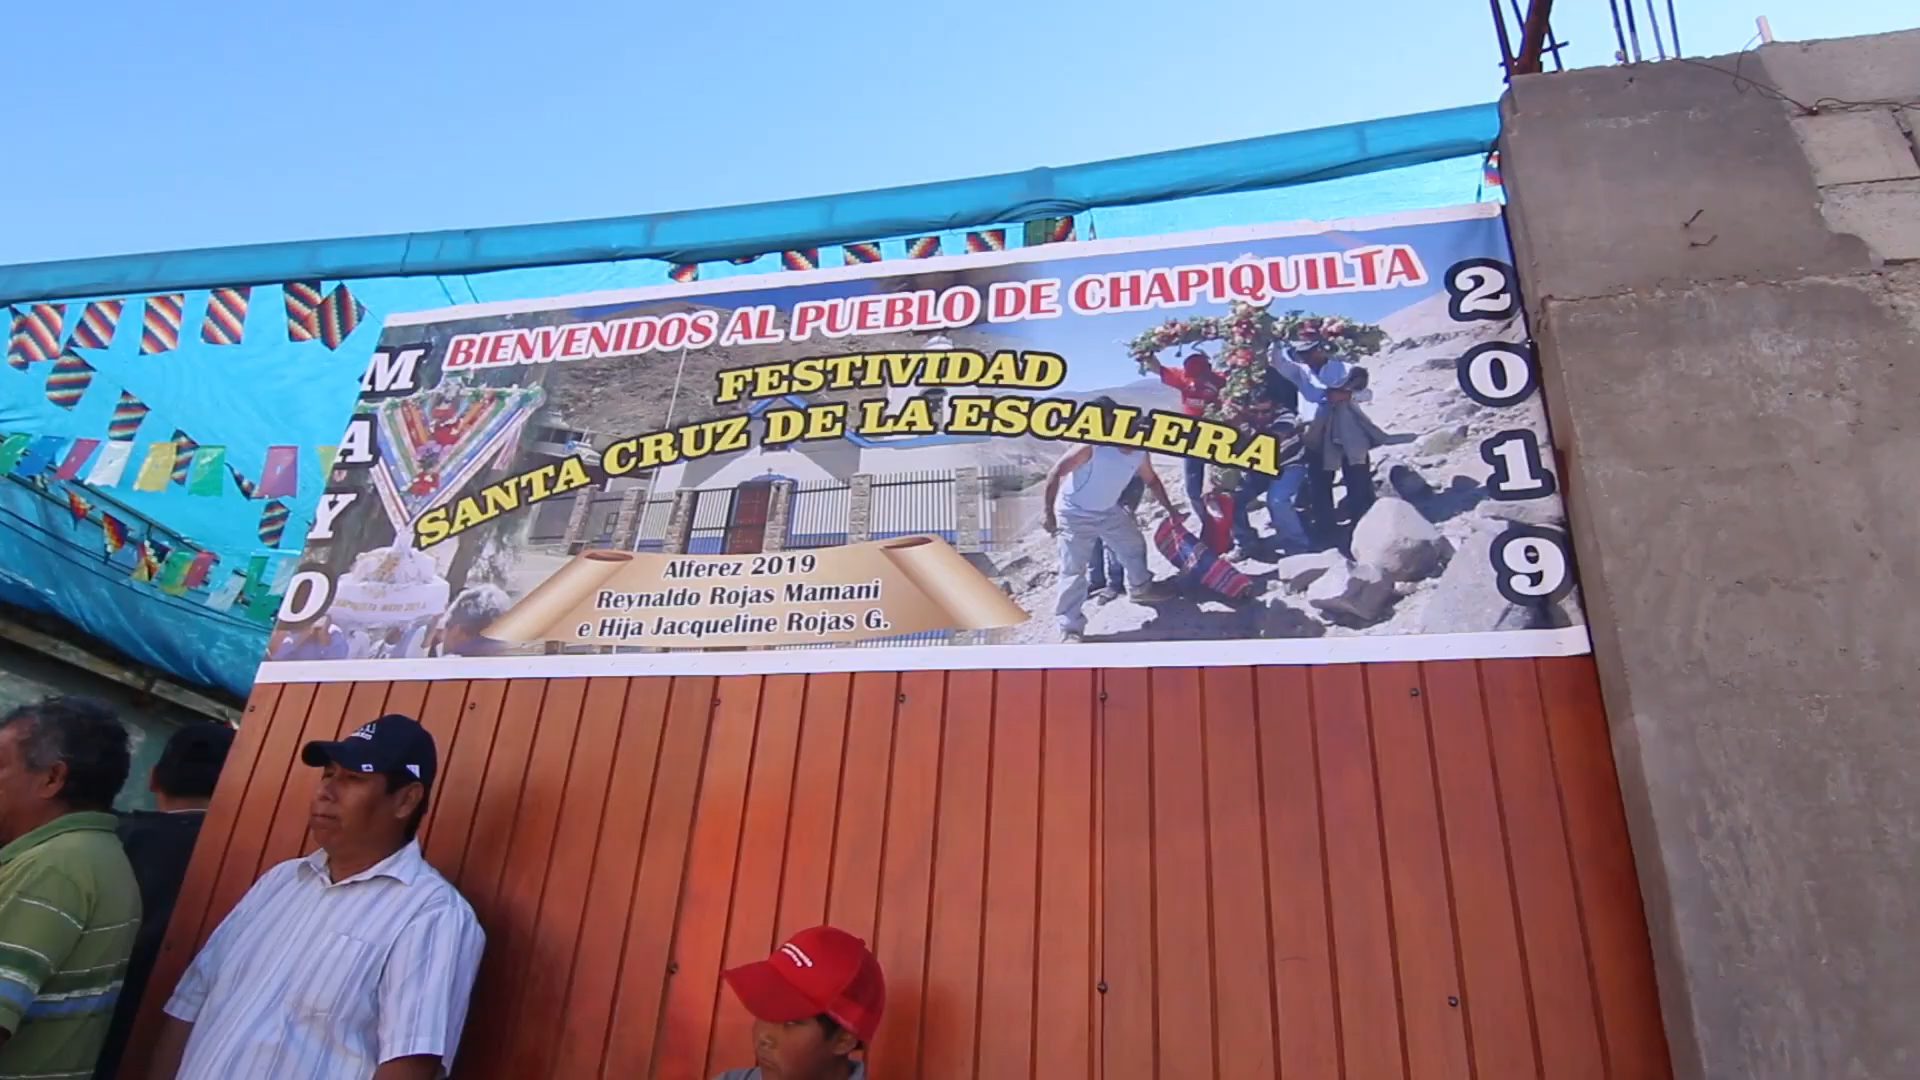 BIENVENIDOS AL PUEBLO DE CHAPIQUILTA
FESTIVIDAD
SANTA CRUZ DE LA ESCALERA
MAYO
2019
Alferez 2019
Reynaldo Rojas Mamani
e Hija Jacqueline Rojas G.